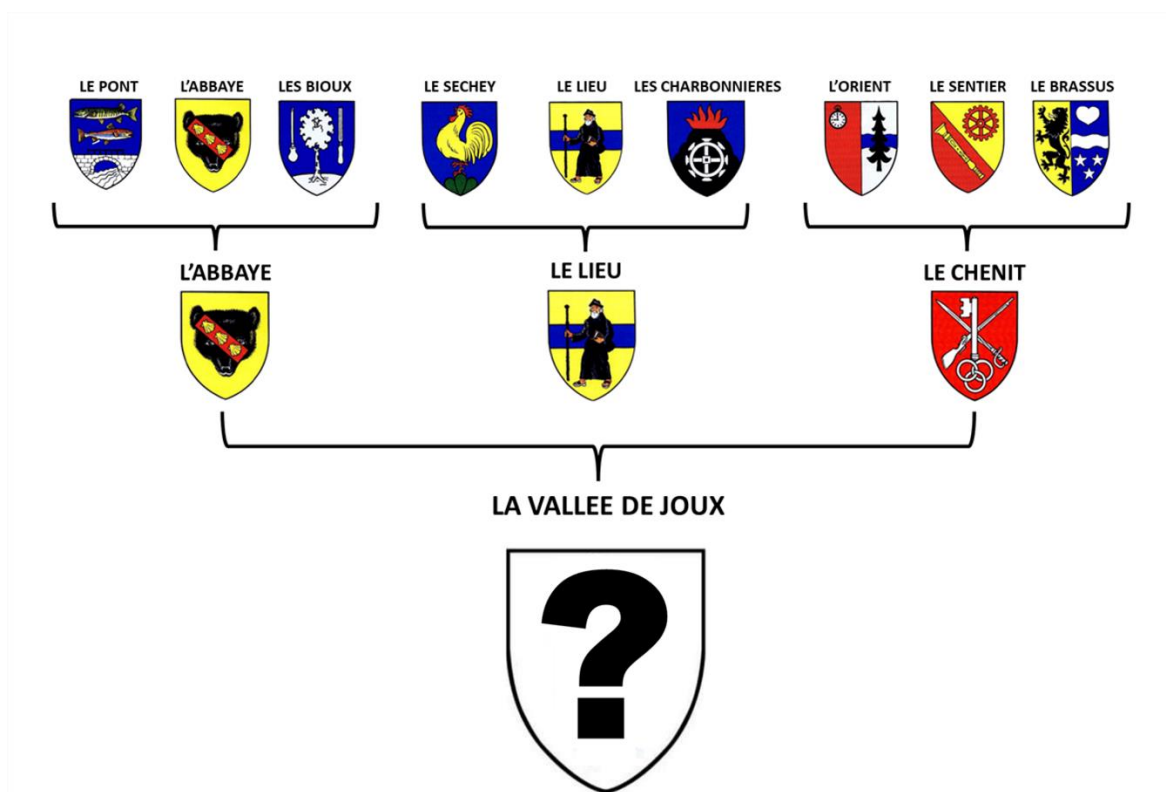 LE PONT
L'ABBAYE
LES BIOUX
LE SECHEY
LE LIEU
LES CHARBONNIERES
L'ORIENT
LE SENTIER
LE BRASSUS
L'ABBAYE
LE LIEU
LE CHENIT
LA VALLEE DE JOUX
?